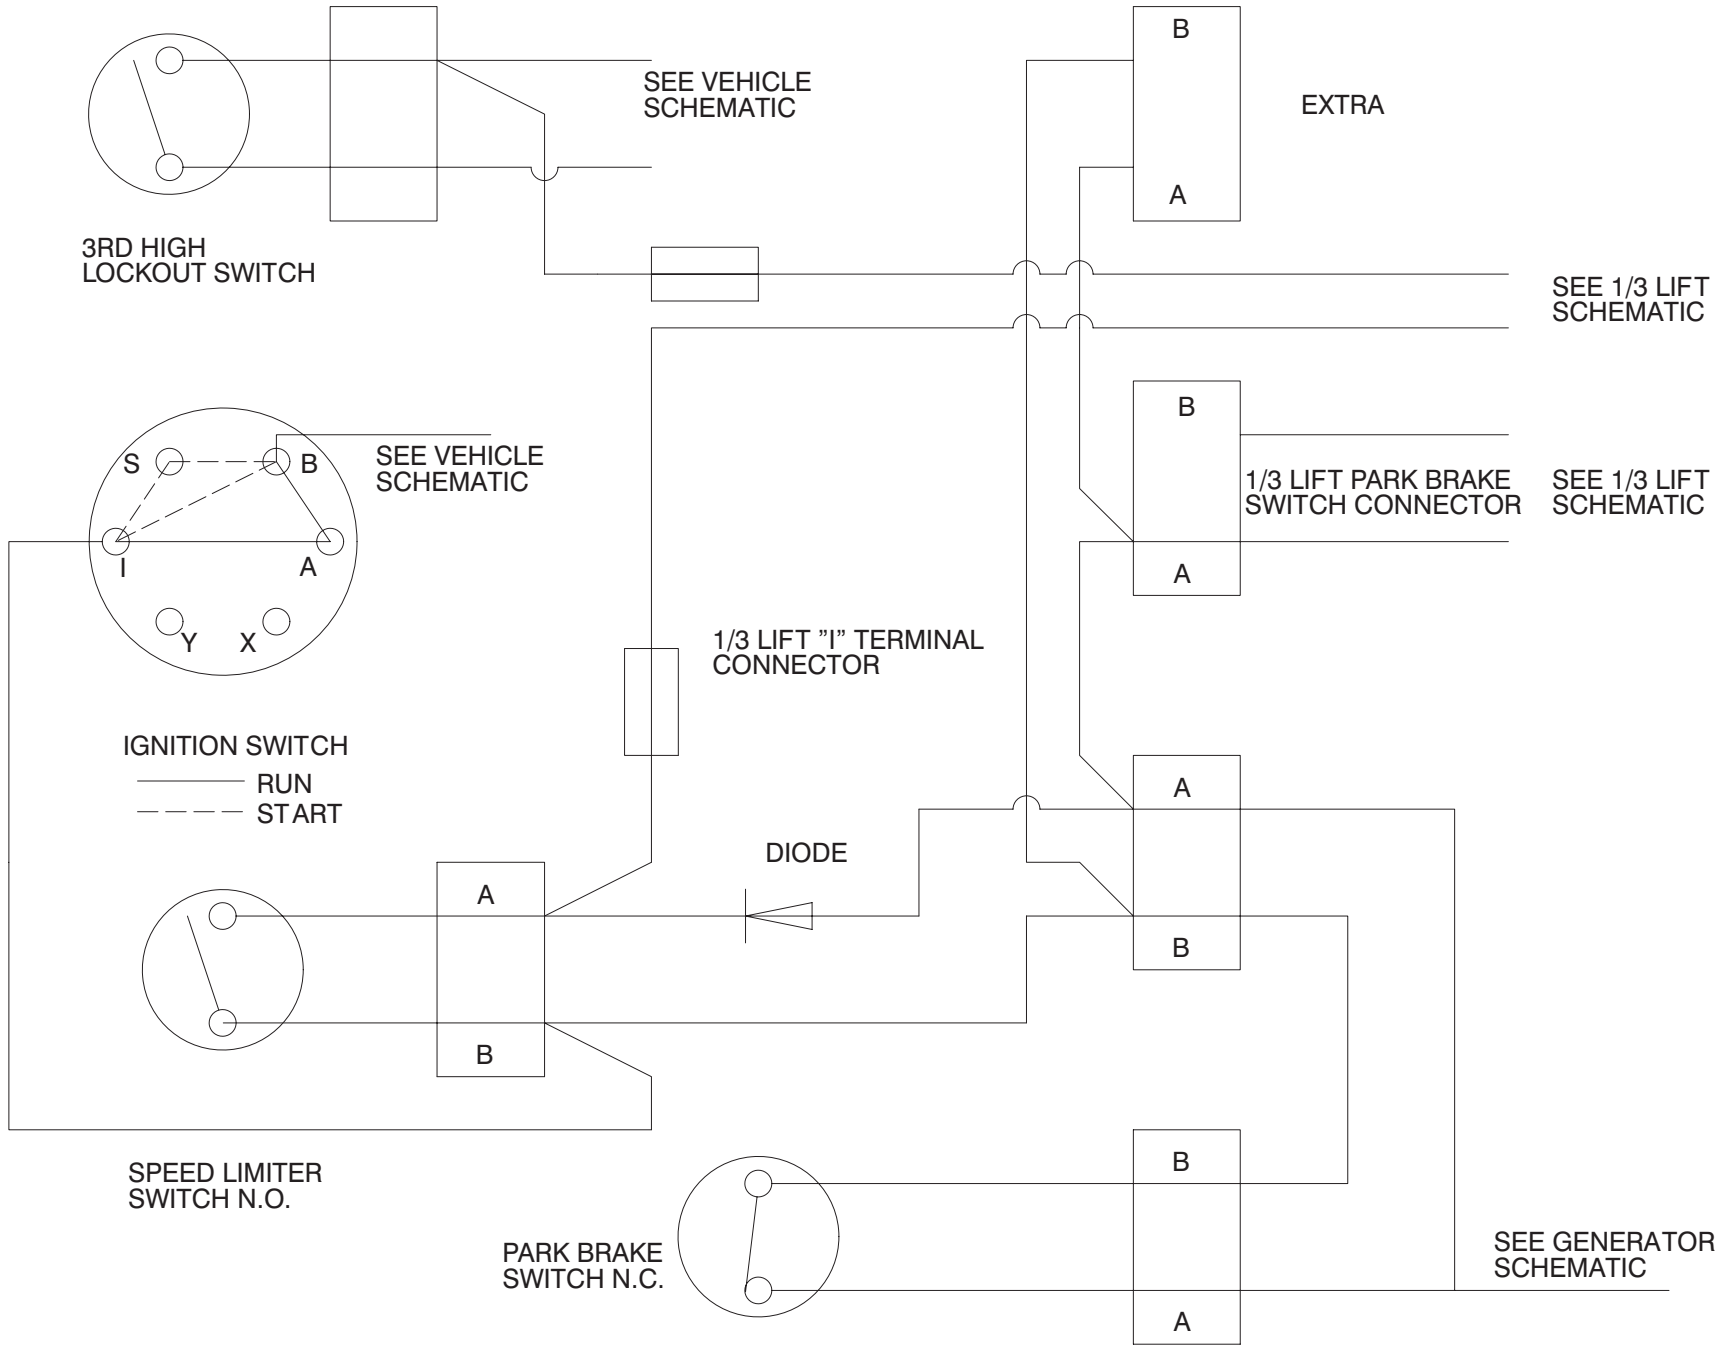 B
SEE VEHICLE
SCHEMATIC
EXTRA
A
3RD HIGH
LOCKOUT SWITCH
SEE 1/3 LIFT
SCHEMATIC
B
S
B
SEE VEHICLE
SCHEMATIC
1/3 LIFT PARK BRAKE
SWITCH CONNECTOR
SEE 1/3 LIFT
SCHEMATIC
I
A
A
Y
X
1/3 LIFT ”I” TERMINAL
CONNECTOR
IGNITION SWITCH
RUN
START
A
DIODE
A
B
B
SPEED LIMITER
SWITCH N.O.
B
PARK BRAKE
SWITCH N.C.
SEE GENERATOR
SCHEMATIC
A